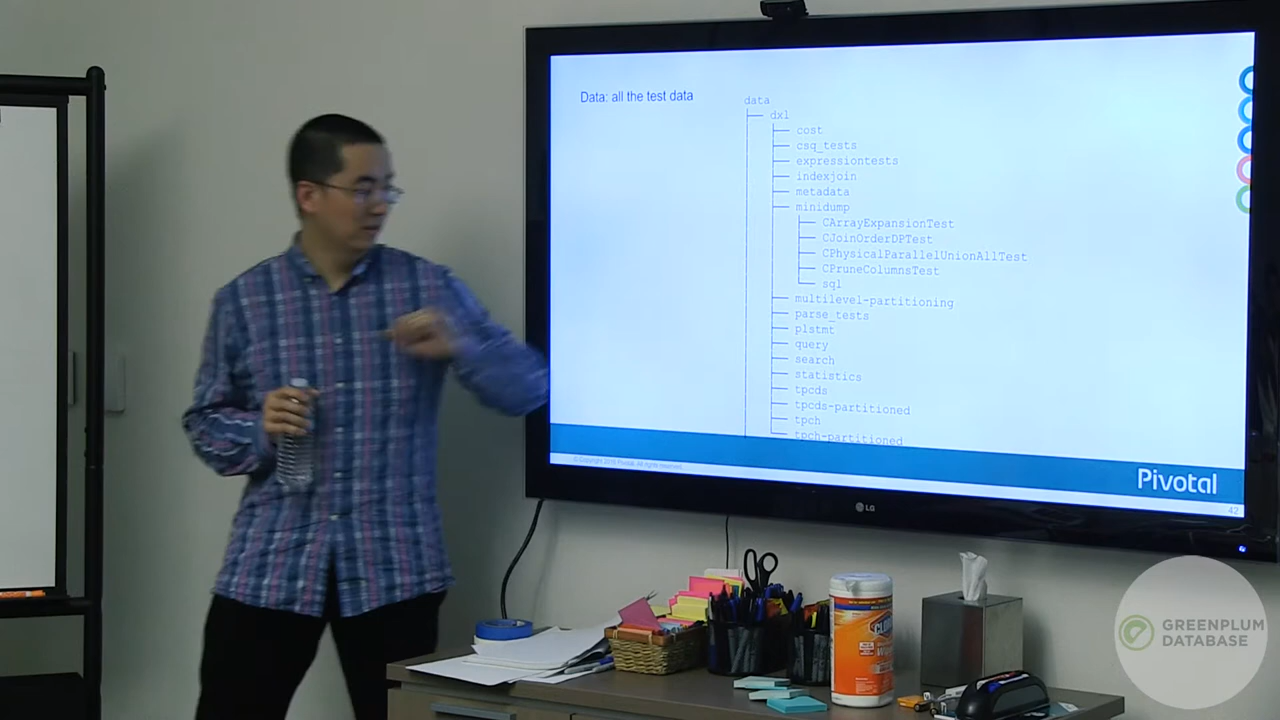 Data: all the test data
data
dxl
cost
csq_tests
expressiontests
indexjoin
metadata
minidump
CArrayExpansionTest
CJoinOrderDPTest
CPhysicalParallelUnionAllTest
CPruneColumnsTest
sql
multilevel-partitioning
parse_tests
plstmt
query
search
statistics
tpcds
tpcds-partitioned
tpch
tpch-partitioned
Pivotal
42
LG
GREENPLUM
DATABASE